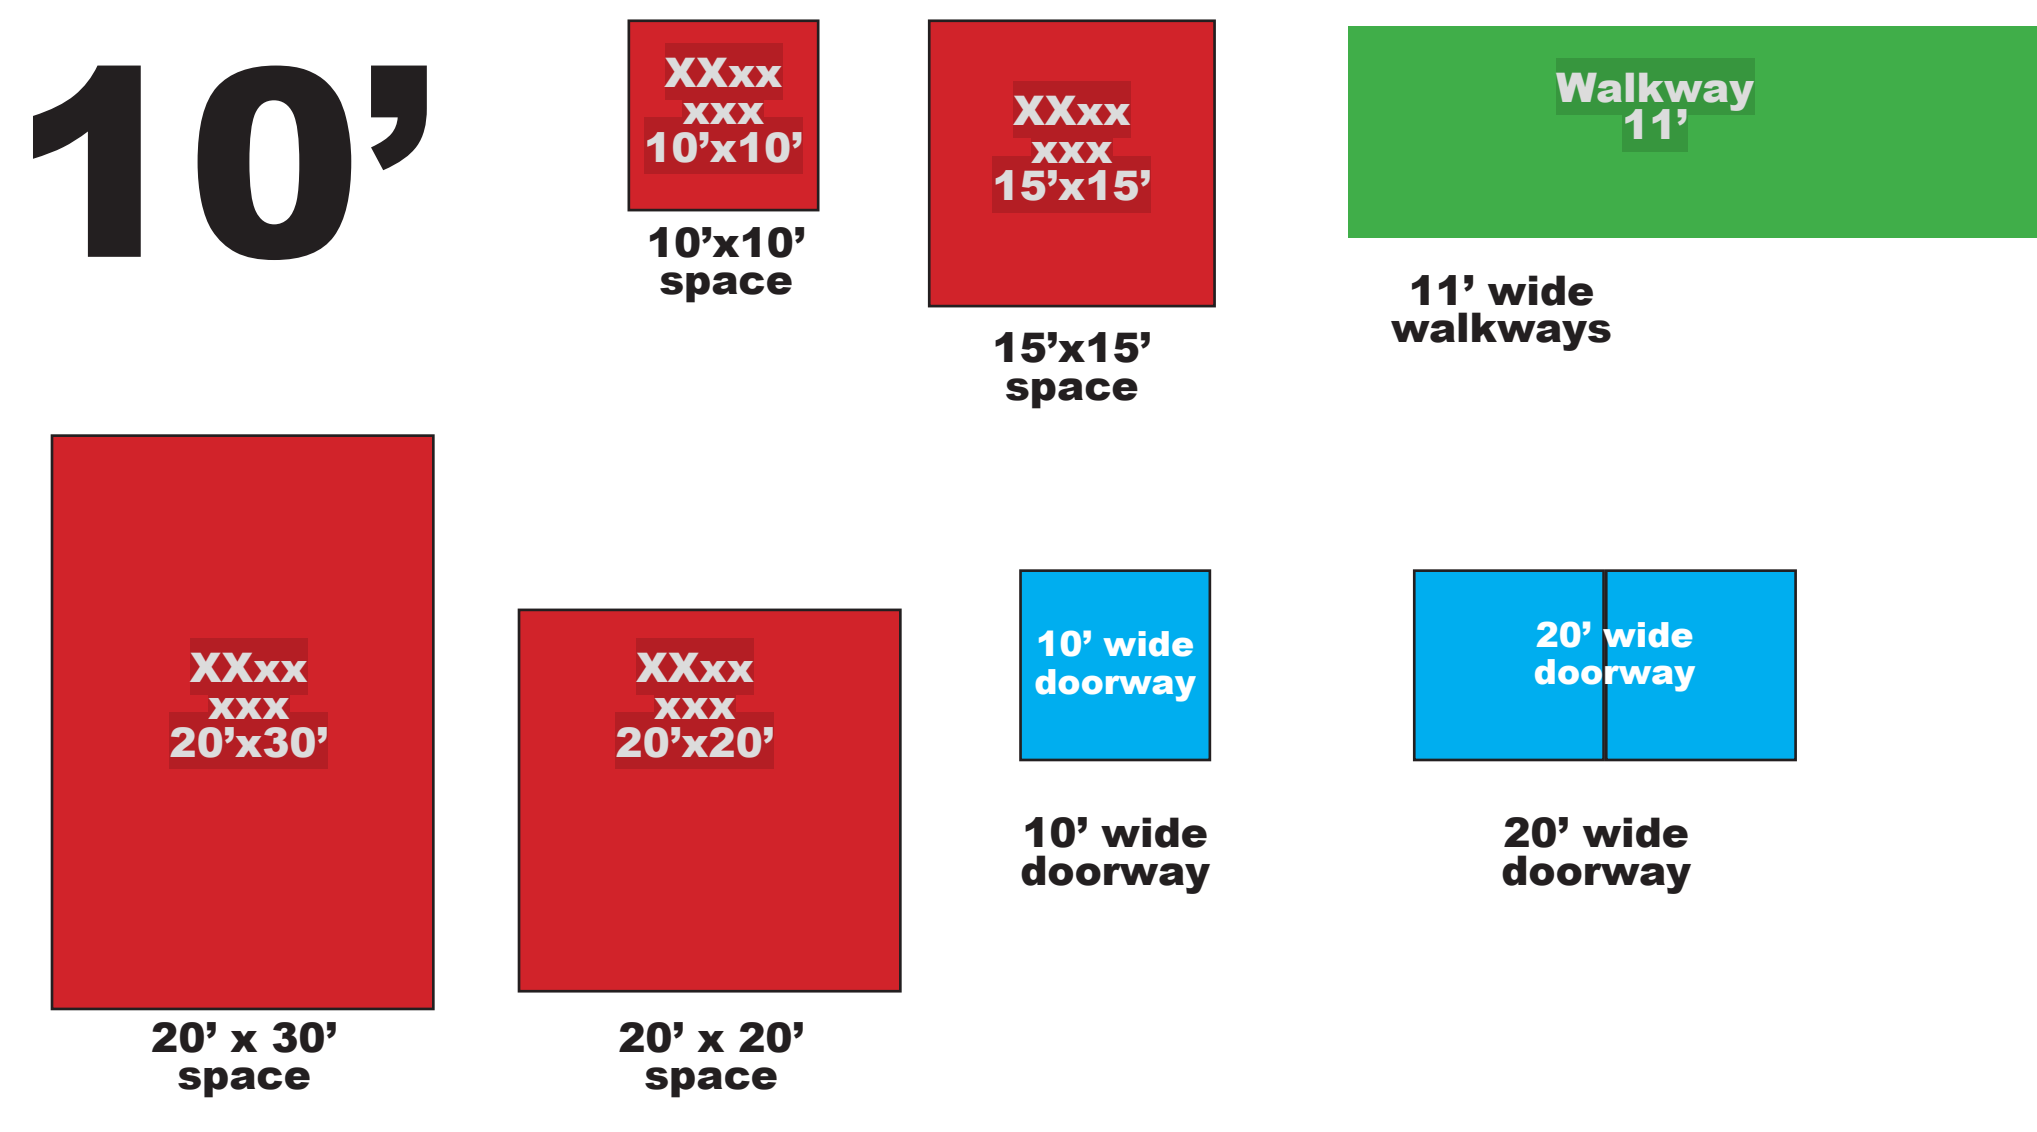 10’
XXxx
xxx
10’x10’
10’x10’
space
XXxx
xxx
15’x15’
15’x15’
space
Walkway
11’
11’ wide
walkways
XXxx
xxx
20’x30’
20’ x 30’
space
XXxx
xxx
20’x20’
20’ x 20’
space
10’ wide
doorway
10’ wide
doorway
20’ wide
doorway
20’ wide
doorway